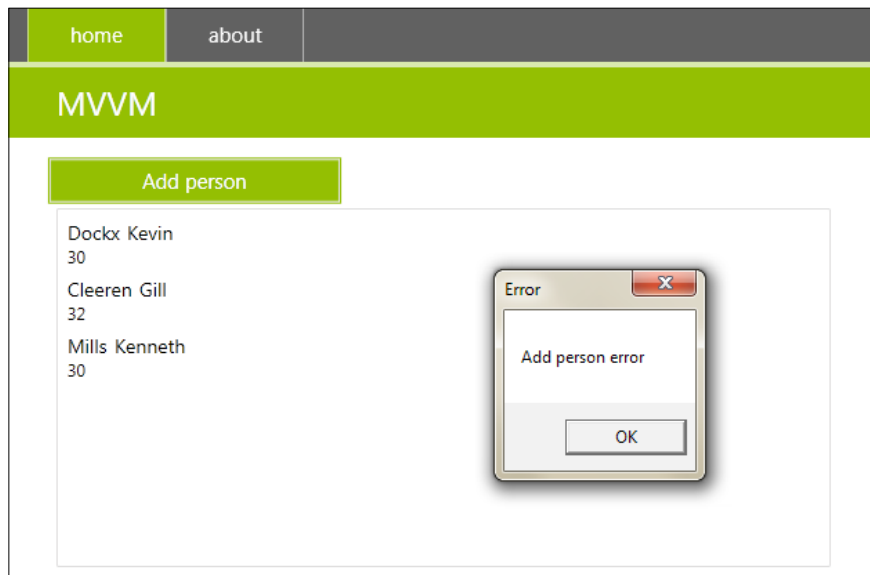 home about
MVVM
Add person
Dockx Kevin
30
Cleeren Gill
32
Mills Kenneth
30
Error
Add person error
OK